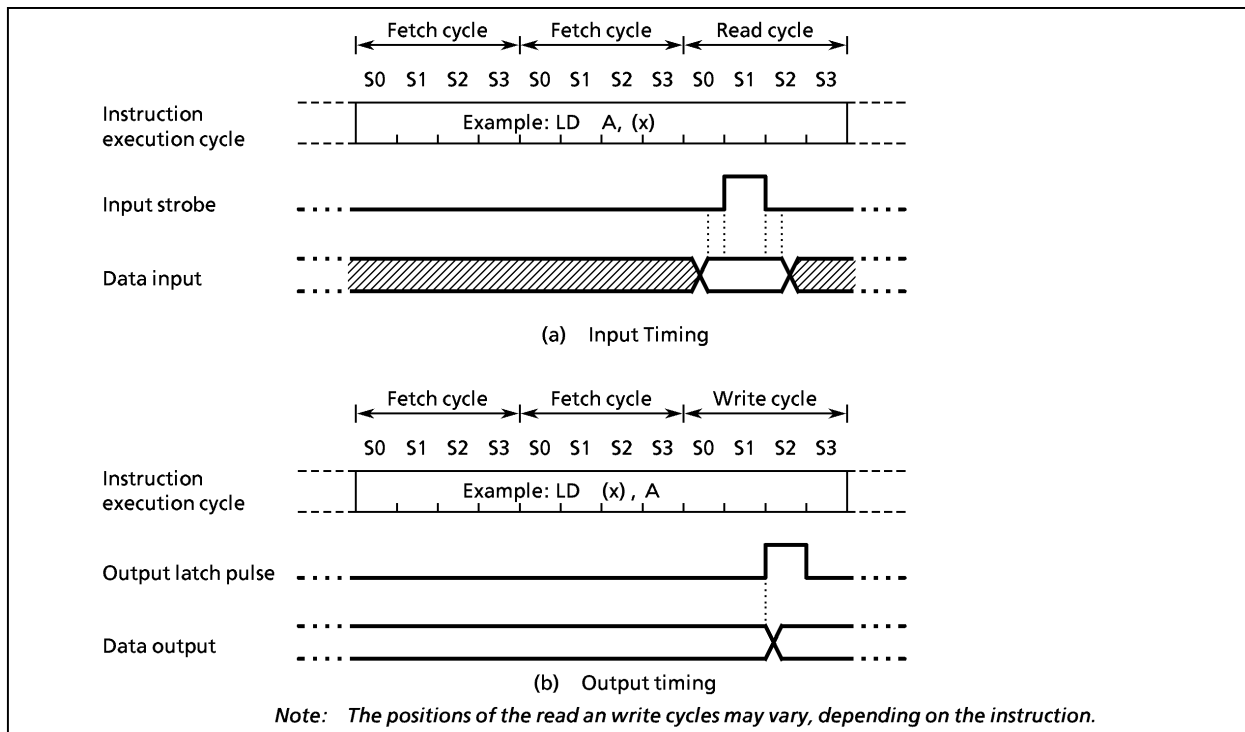 Fetch cycle Fetch cycle Read cycle
S0 S1 S2 S3 S0 S1 S2 S3 S0 S1 S2 S3
Instruction
execution cycle
Example: LD A, (x)
Input strobe
Data input
(a) Input Timing
Fetch cycle Fetch cycle Write cycle
S0 S1 S2 S3 S0 S1 S2 S3 S0 S1 S2 S3
Instruction
execution cycle
Example: LD (x) , A
Output latch pulse
Data output
(b) Output timing
Note: The positions of the read an write cycles may vary, depending on the instruction.